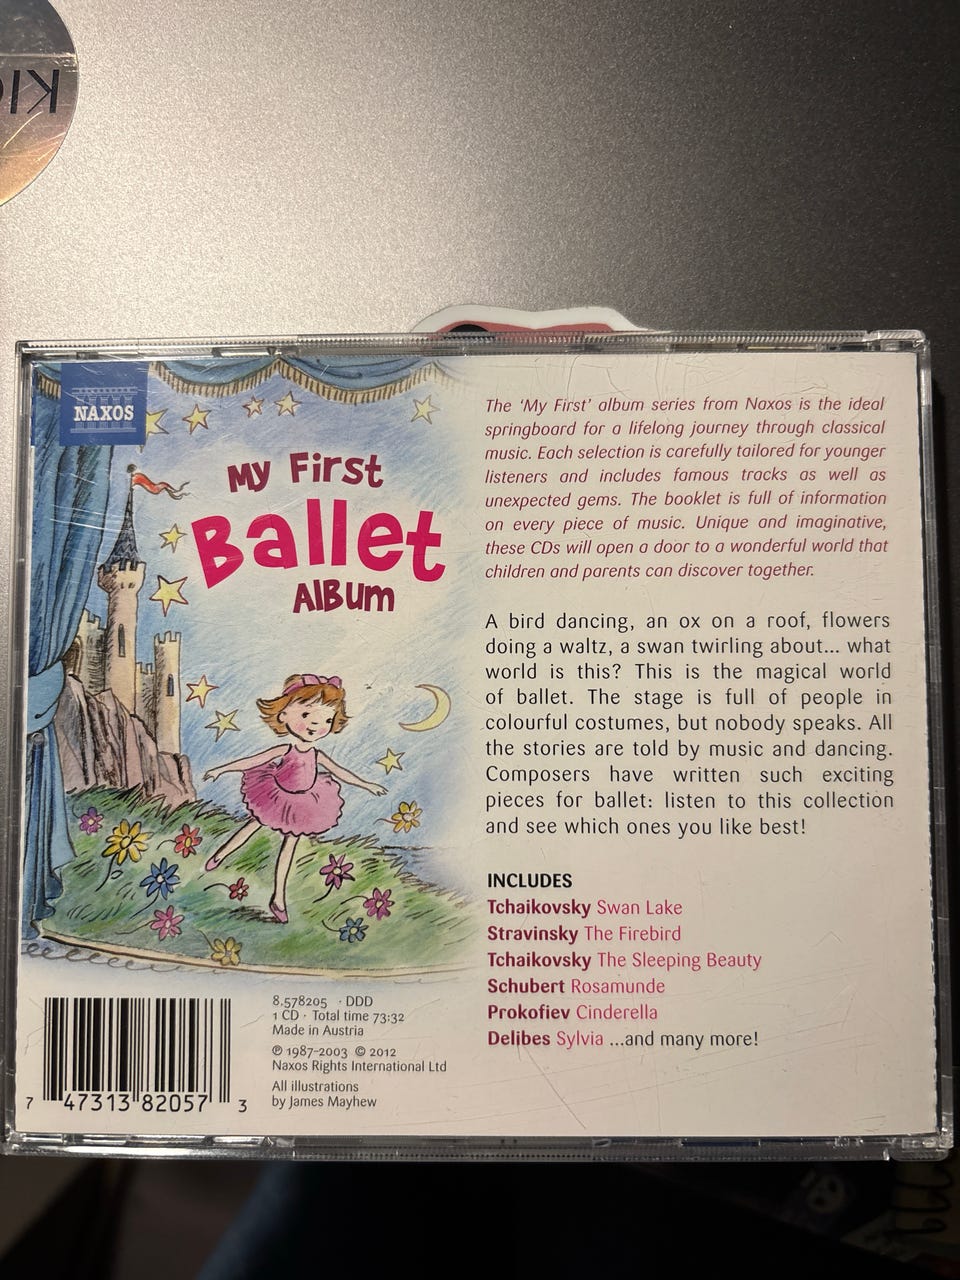 NAXOS
My First
Ballet
ALBum
The ‘My First’ album series from Naxos is the ideal
springboard for a lifelong journey through classical
music. Each selection is carefully tailored for younger
listeners and includes famous tracks as well as
unexpected gems. The booklet is full of information
on every piece of music. Unique and imaginative,
these CDs will open a door to a wonderful world that
children and parents can discover together.
A bird dancing, an ox on a roof, flowers
doing a waltz, a swan twirling about... what
world is this? This is the magical world
of ballet. The stage is full of people in
colourful costumes, but nobody speaks. All
the stories are told by music and dancing.
Composers have written such exciting
pieces for ballet: listen to this collection
and see which ones you like best!
INCLUDES
Tchaikovsky Swan Lake
Stravinsky The Firebird
Tchaikovsky The Sleeping Beauty
Schubert Rosamunde
Prokofiev Cinderella
Delibes Sylvia ...and many more!
8.578205 · DDD
1 CD · Total time 73:32
Made in Austria
℗ 1987–2003 © 2012
Naxos Rights International Ltd
All illustrations
by James Mayhew
7 47313 82057 3